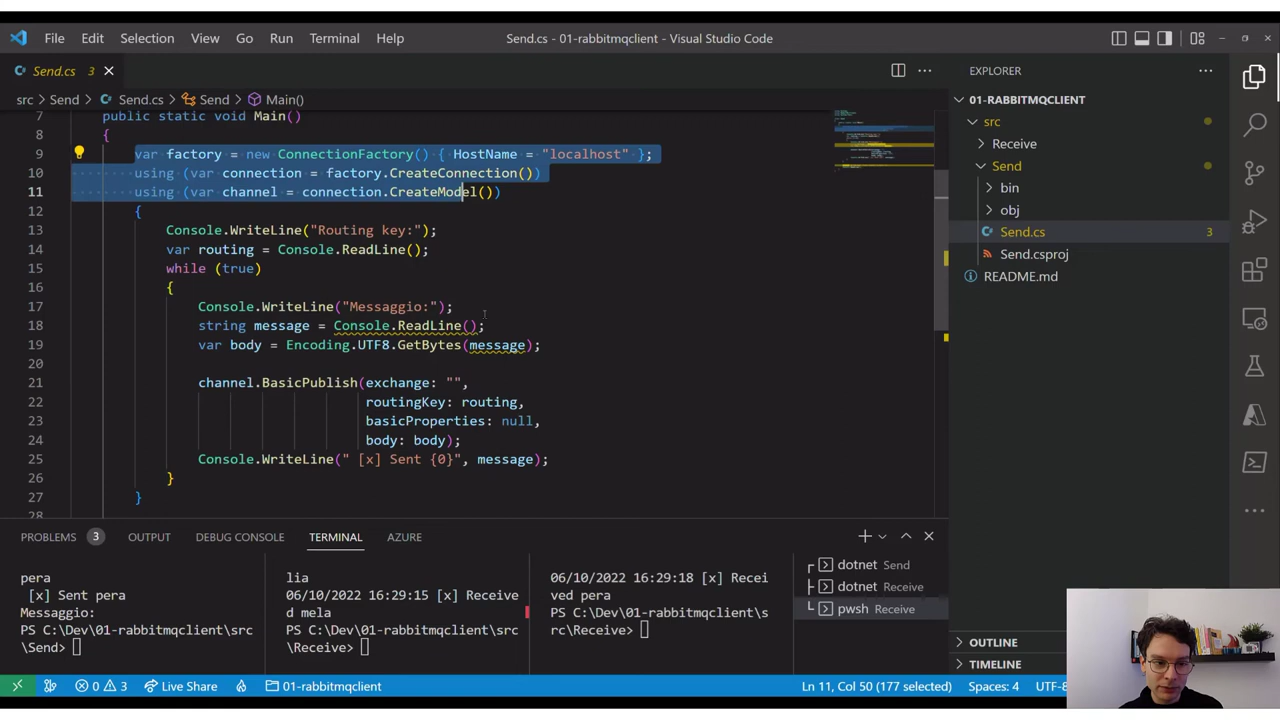 File Edit Selection View Go Run Terminal Help Send.cs - 01-rabbitmqclient - Visual Studio Code
Send.cs 3
src > Send > Send.cs > Send > Main()
7 public static void Main()
8 {
9 var factory = new ConnectionFactory() { HostName = "localhost" };
10 using (var connection = factory.CreateConnection())
11 using (var channel = connection.CreateModel())
12 {
13 Console.WriteLine("Routing key:");
14 var routing = Console.ReadLine();
15 while (true)
16 {
17 Console.WriteLine("Messaggio:");
18 string message = Console.ReadLine();
19 var body = Encoding.UTF8.GetBytes(message);
20
21 channel.BasicPublish(exchange: "",
22 routingKey: routing,
23 basicProperties: null,
24 body: body);
25 Console.WriteLine(" [x] Sent {0}", message);
26 }
27 }
28
EXPLORER
01-RABBITMQCLIENT
src
Receive
Send
bin
obj
Send.cs 3
Send.csproj
README.md
OUTLINE
TIMELINE
PROBLEMS 3 OUTPUT DEBUG CONSOLE TERMINAL AZURE
pera
[x] Sent pera
Messaggio:
PS C:\Dev\01-rabbitmqclient\src
\Send>
lia
06/10/2022 16:29:15 [x] Receive
d mela
PS C:\Dev\01-rabbitmqclient\src
\Receive>
06/10/2022 16:29:18 [x] Recei
ved pera
PS C:\Dev\01-rabbitmqclient\s
rc\Receive>
dotnet Send
dotnet Receive
pwsh Receive
0 3 Live Share 01-rabbitmqclient Ln 11, Col 50 (177 selected) Spaces: 4 UTF-8